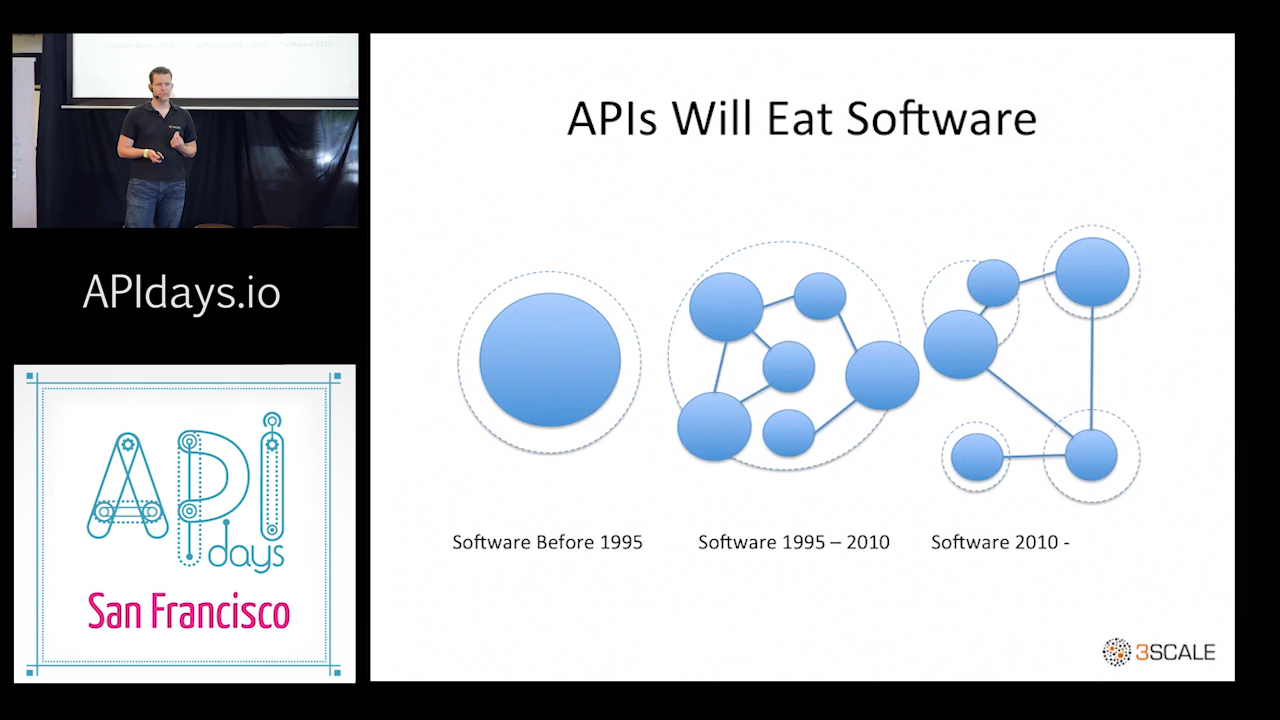 APIs Will Eat Software
Software Before 1995
Software 1995 – 2010
Software 2010 -
3SCALE
APIdays.io
API
days
San Francisco